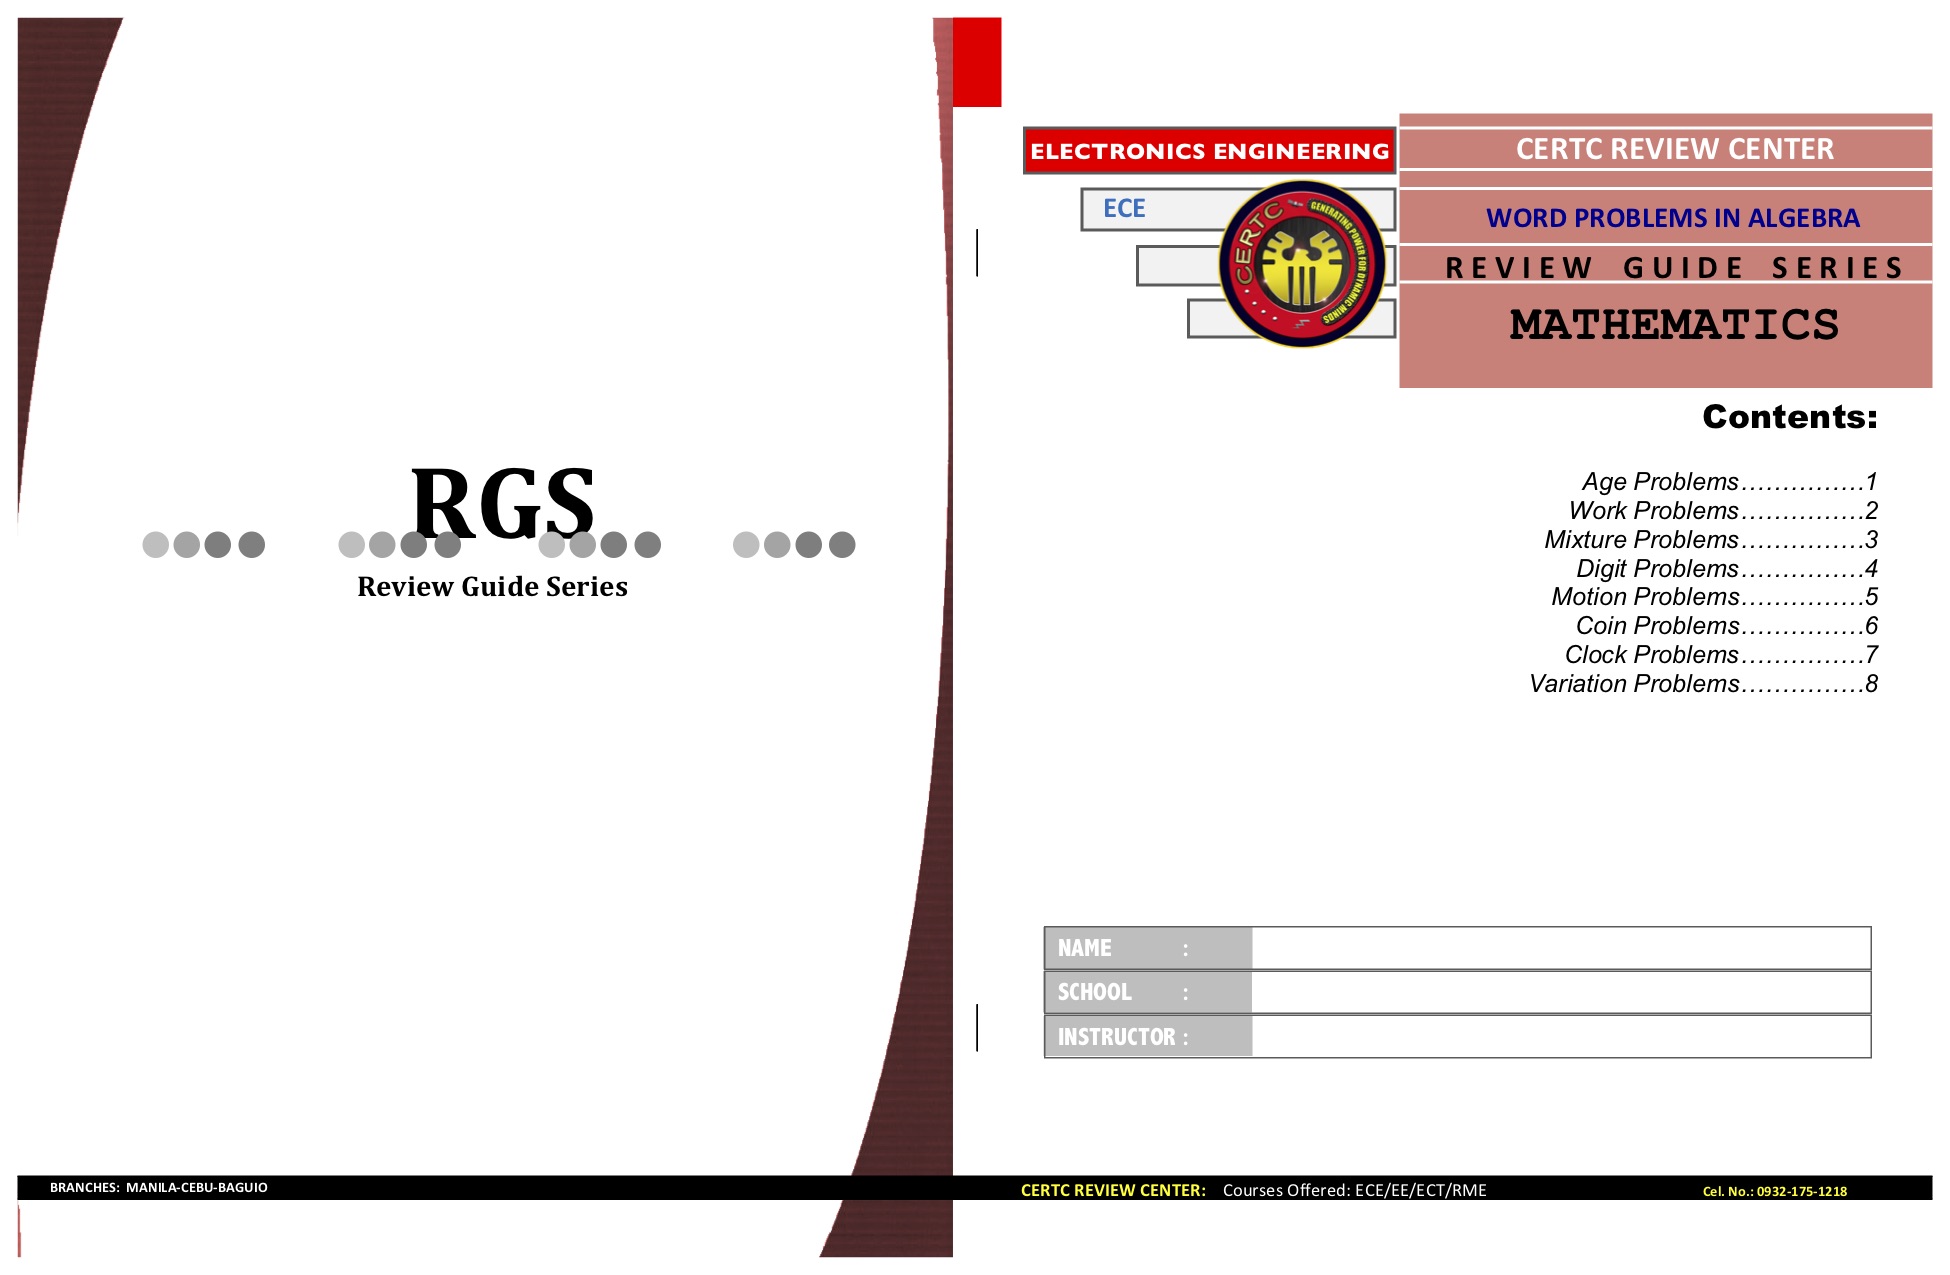 RGS
Review Guide Series
BRANCHES: MANILA-CEBU-BAGUIO
ELECTRONICS ENGINEERING
ECE
CERTC
GENERATING POWER FOR DYNAMIC MINDS
CERTC REVIEW CENTER
WORD PROBLEMS IN ALGEBRA
REVIEW GUIDE SERIES
MATHEMATICS
Contents:
Age Problems...............1
Work Problems...............2
Mixture Problems...............3
Digit Problems...............4
Motion Problems...............5
Coin Problems...............6
Clock Problems...............7
Variation Problems...............8
NAME :
SCHOOL :
INSTRUCTOR :
CERTC REVIEW CENTER: Courses Offered: ECE/EE/ECT/RME Cel. No.: 0932-175-1218